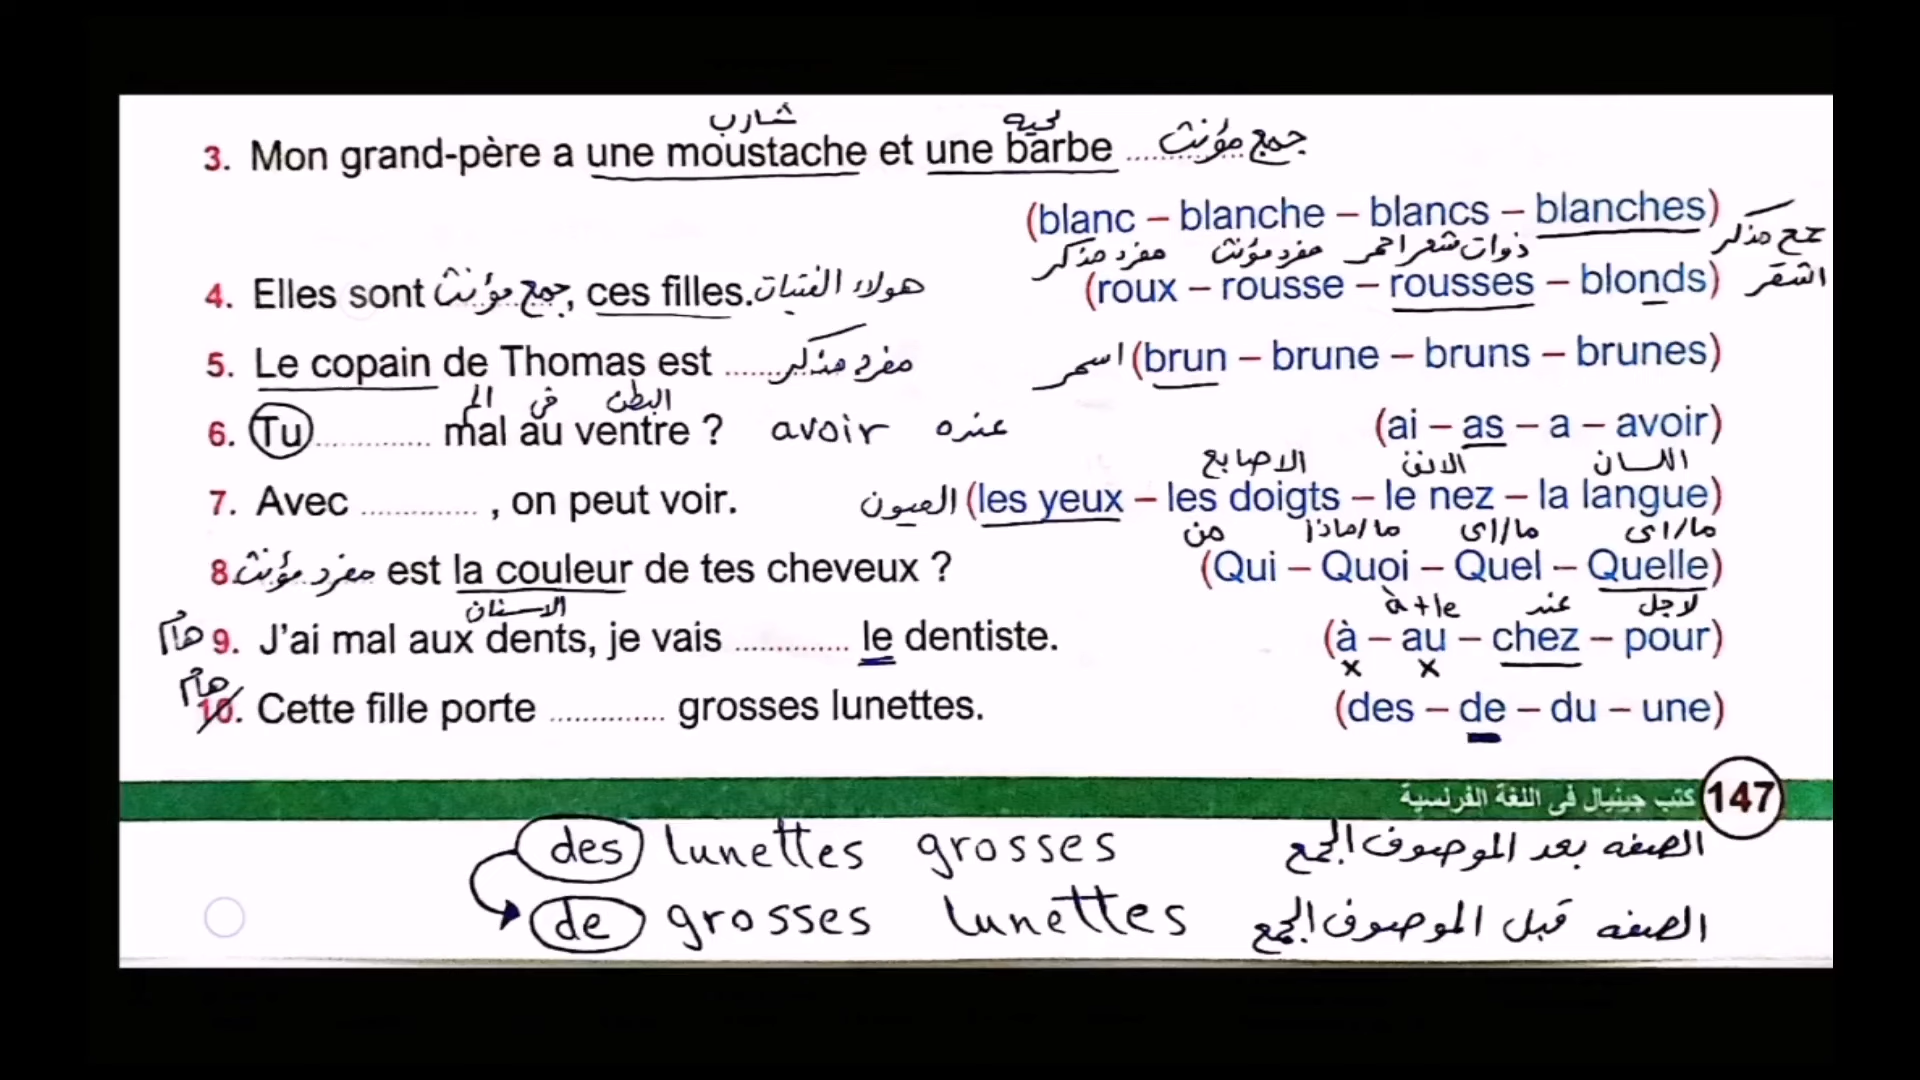 شارب لحيه
3. Mon grand-père a une moustache et une barbe .......... جمع مؤنث
(blanc – blanche – blancs – blanches)
مفرد مذكر مفرد مؤنث ذوات شعر احمر جمع مذكر
4. Elles sont .......... جمع مؤنث, ces filles. هولاء الفتيات (roux – rousse – rousses – blonds) اشقر
5. Le copain de Thomas est .......... مفرد مذكر اسمر (brun – brune – bruns – brunes)
الم في البطن
6. Tu .............. mal au ventre ? avoir عنده (ai – as – a – avoir)
الاصابع الانف اللسان
7. Avec .............. , on peut voir. العيون (les yeux – les doigts – le nez – la langue)
من ما/ماذا ما/اى ما/اى
8 مفرد مؤنث est la couleur de tes cheveux ? (Qui – Quoi – Quel – Quelle)
الاسنان à+le عند لاجل
هام 9. J'ai mal aux dents, je vais .............. le dentiste. (à – au – chez – pour)
x x
هام
10. Cette fille porte .............. grosses lunettes. (des – de – du – une)
كتب جينيال فى اللغة الفرنسية 147
des lunettes grosses الصفه بعد الموصوف الجمع
de grosses lunettes الصفه قبل الموصوف الجمع